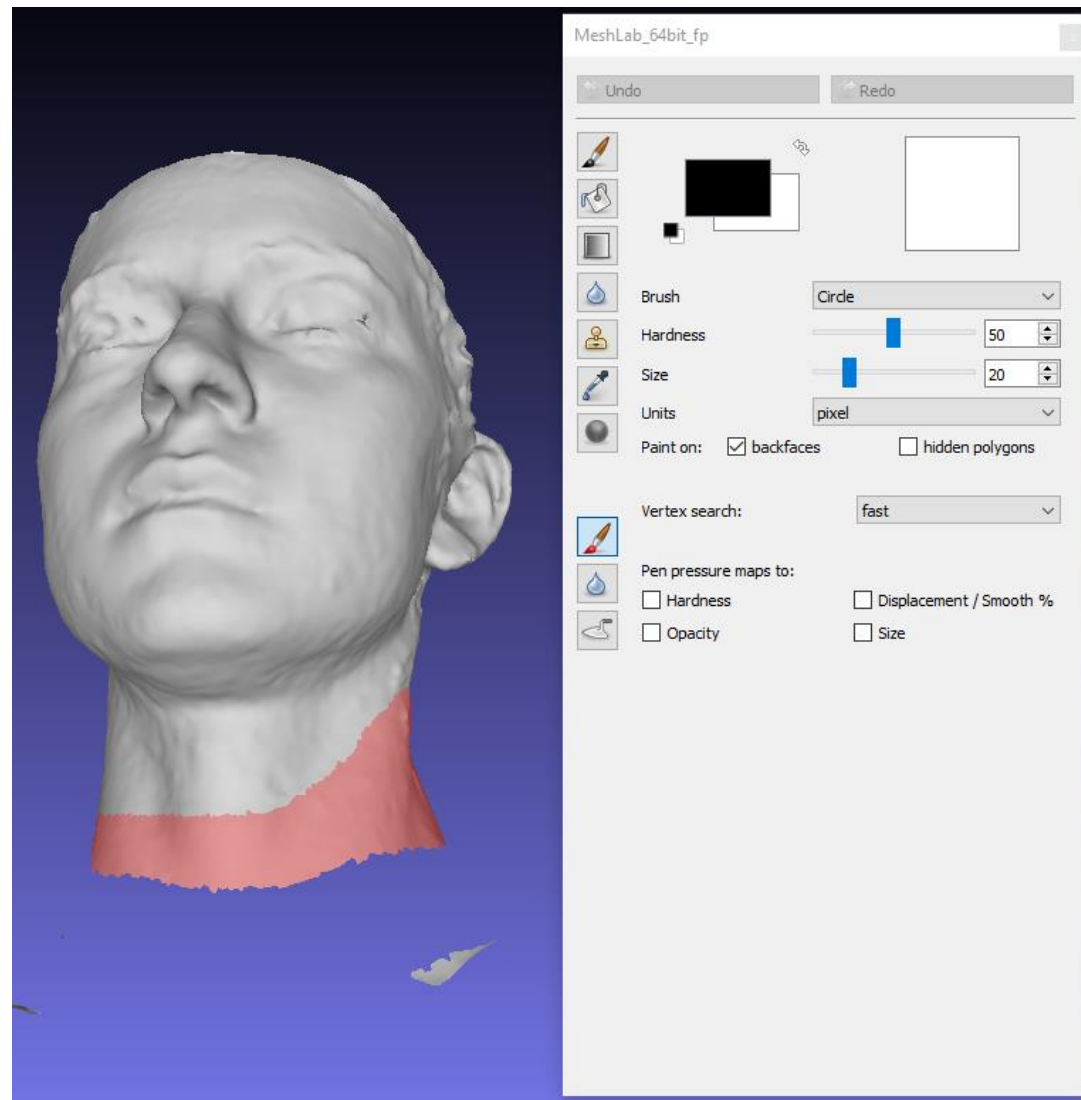 MeshLab_64bit_fp
Undo Redo
Brush Circle
Hardness 50
Size 20
Units pixel
Paint on: backfaces hidden polygons
Vertex search: fast
Pen pressure maps to:
Hardness Displacement / Smooth %
Opacity Size